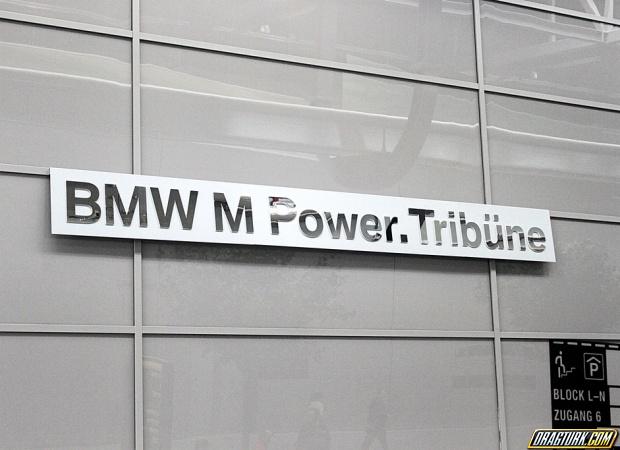 BMW M Power.Tribüne
P
BLOCK L–N
ZUGANG 6
DRAGTURK.COM